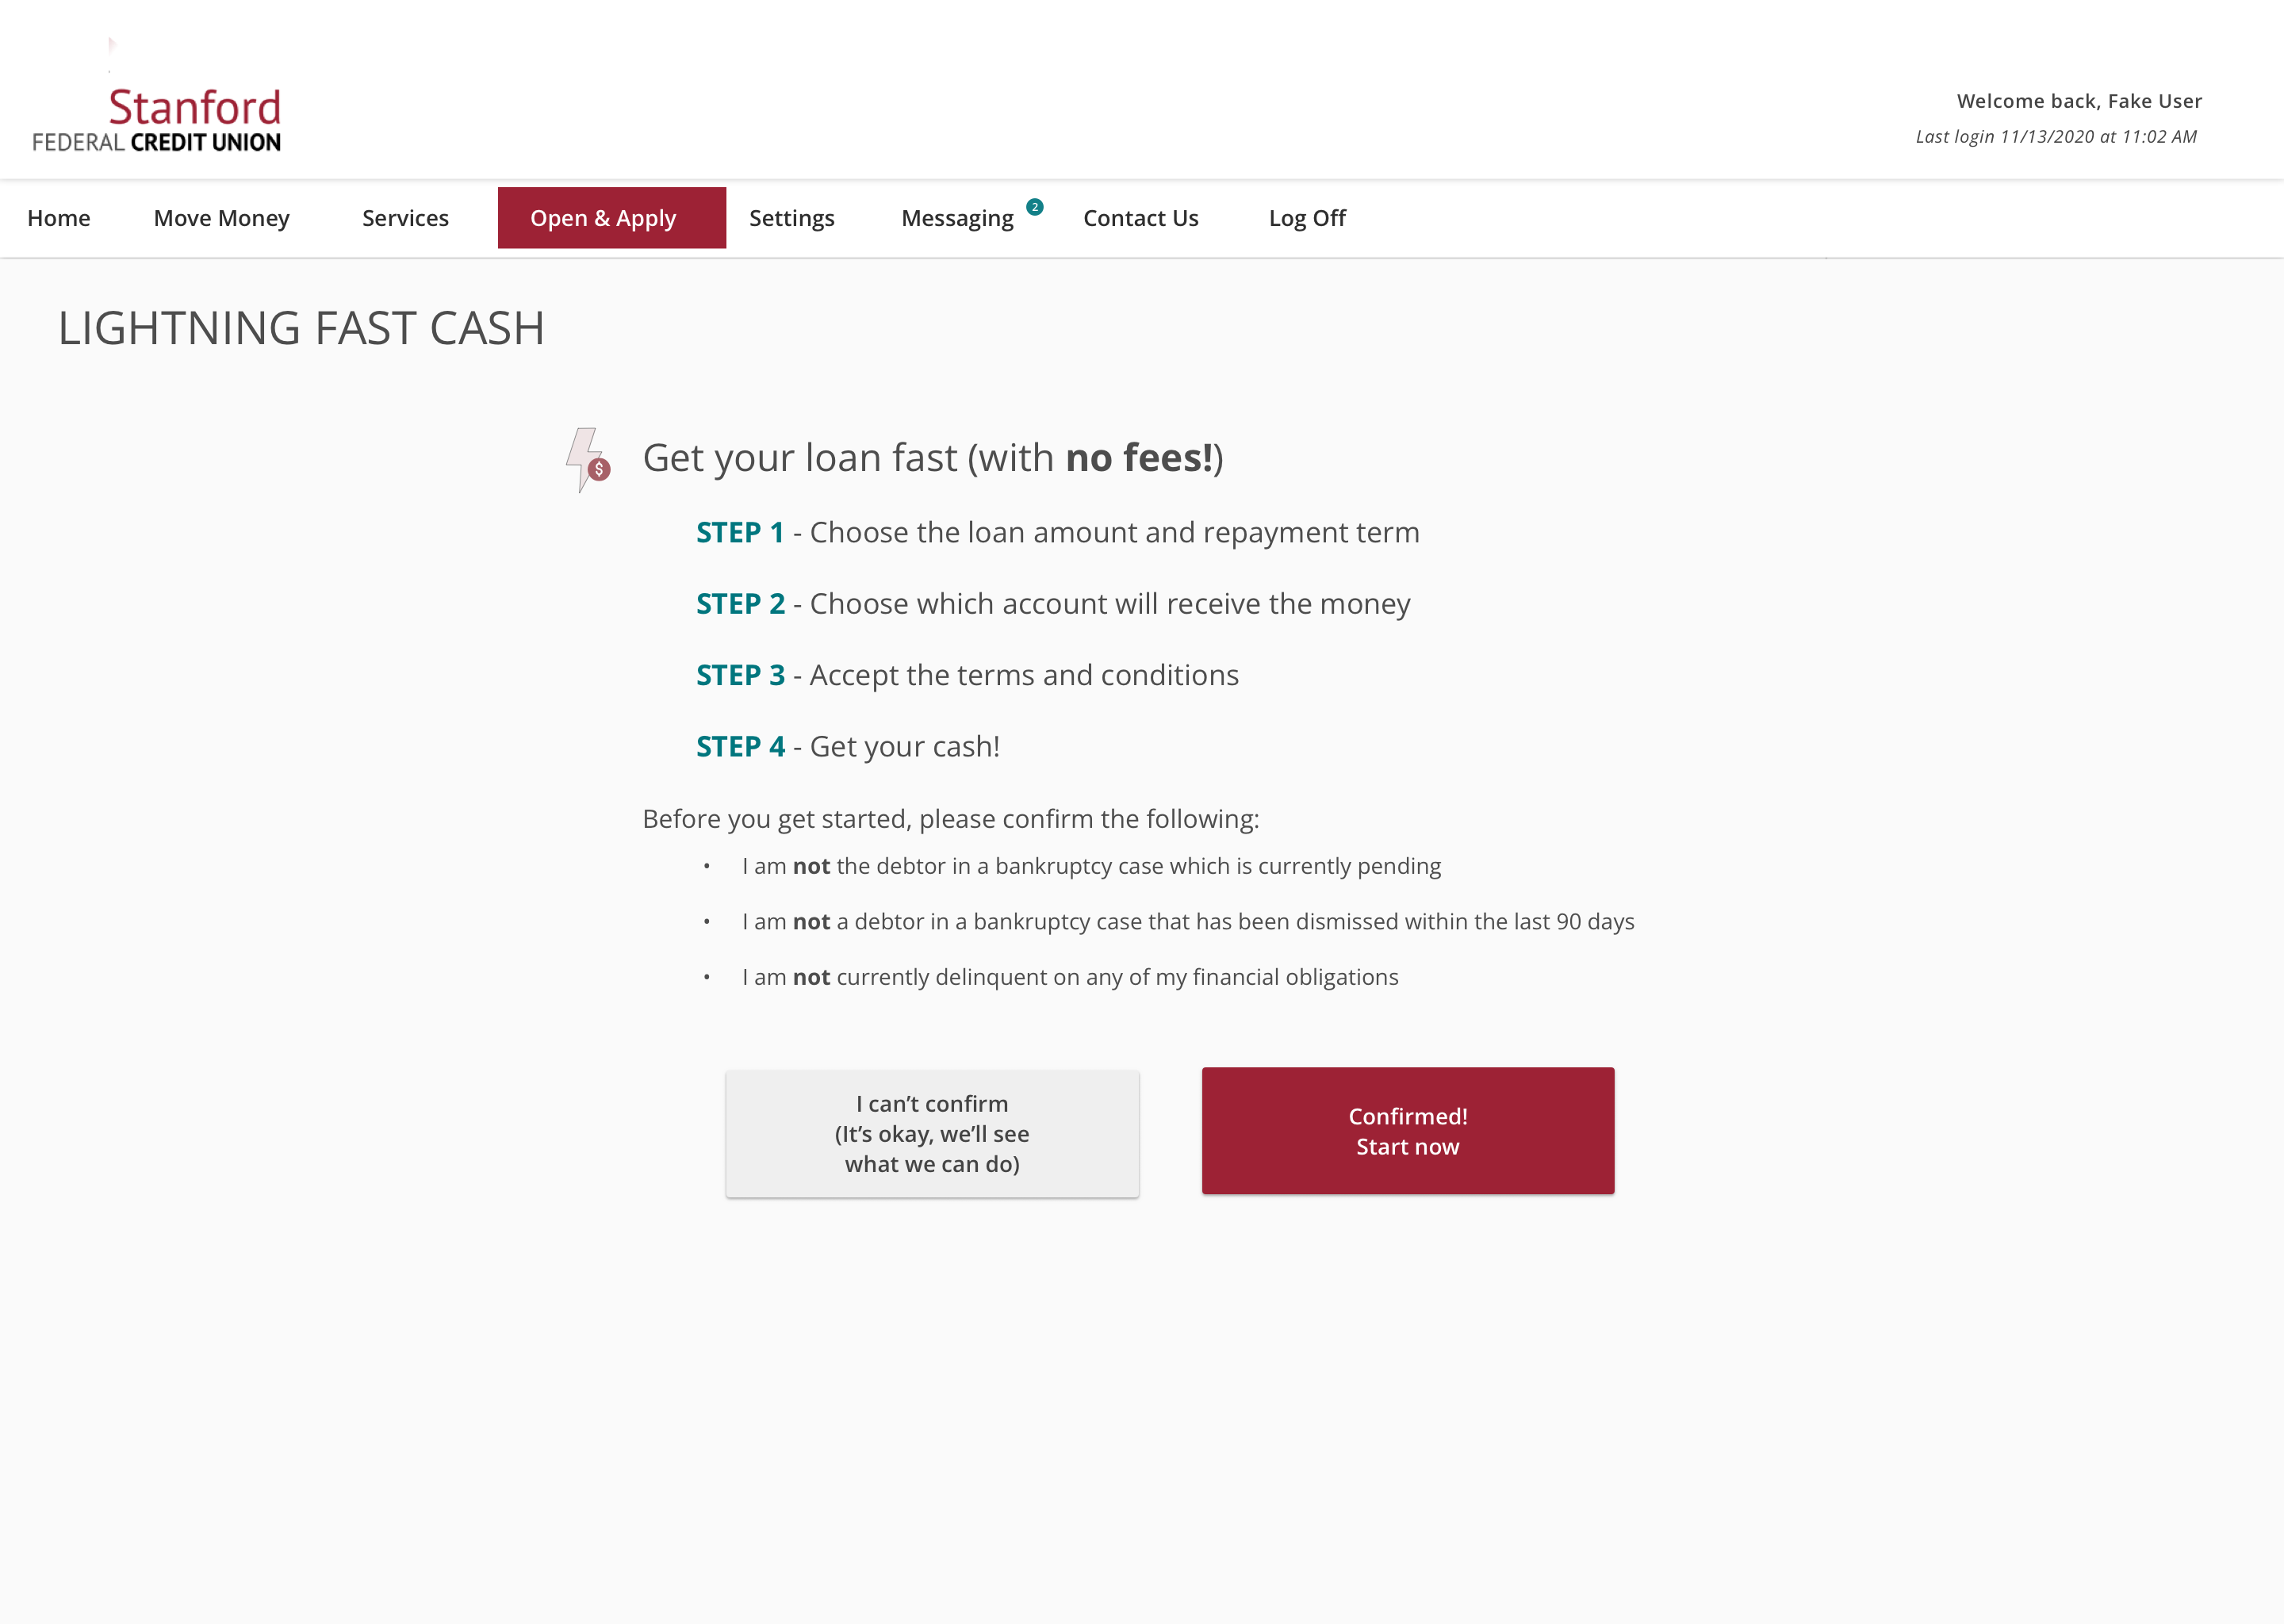 Stanford
FEDERAL CREDIT UNION
Welcome back, Fake User
Last login 11/13/2020 at 11:02 AM
Home Move Money Services Open & Apply Settings Messaging 2 Contact Us Log Off
LIGHTNING FAST CASH
$
Get your loan fast (with no fees!)
STEP 1 - Choose the loan amount and repayment term
STEP 2 - Choose which account will receive the money
STEP 3 - Accept the terms and conditions
STEP 4 - Get your cash!
Before you get started, please confirm the following:
• I am not the debtor in a bankruptcy case which is currently pending
• I am not a debtor in a bankruptcy case that has been dismissed within the last 90 days
• I am not currently delinquent on any of my financial obligations
I can’t confirm
(It’s okay, we’ll see
what we can do)
Confirmed!
Start now